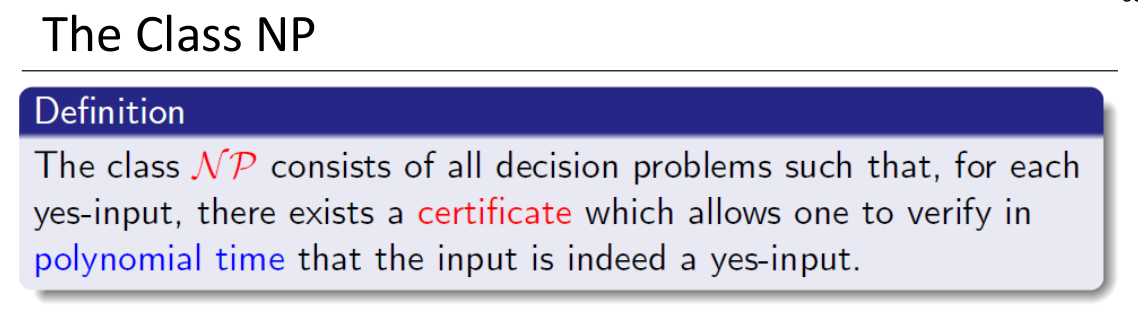 The Class NP
Definition
The class 𝒩𝒫 consists of all decision problems such that, for each
yes-input, there exists a certificate which allows one to verify in
polynomial time that the input is indeed a yes-input.